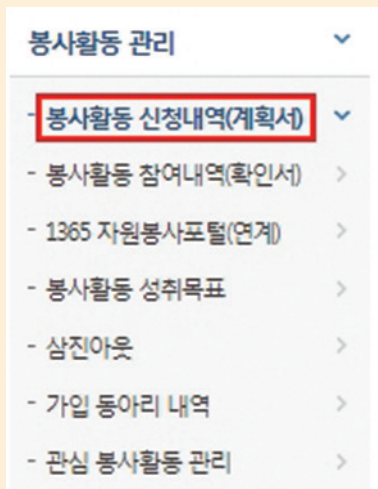 봉사활동 관리
- 봉사활동 신청내역(계획서)
- 봉사활동 참여내역(확인서)
- 1365 자원봉사포털(연계)
- 봉사활동 성취목표
- 삼진아웃
- 가입 동아리 내역
- 관심 봉사활동 관리